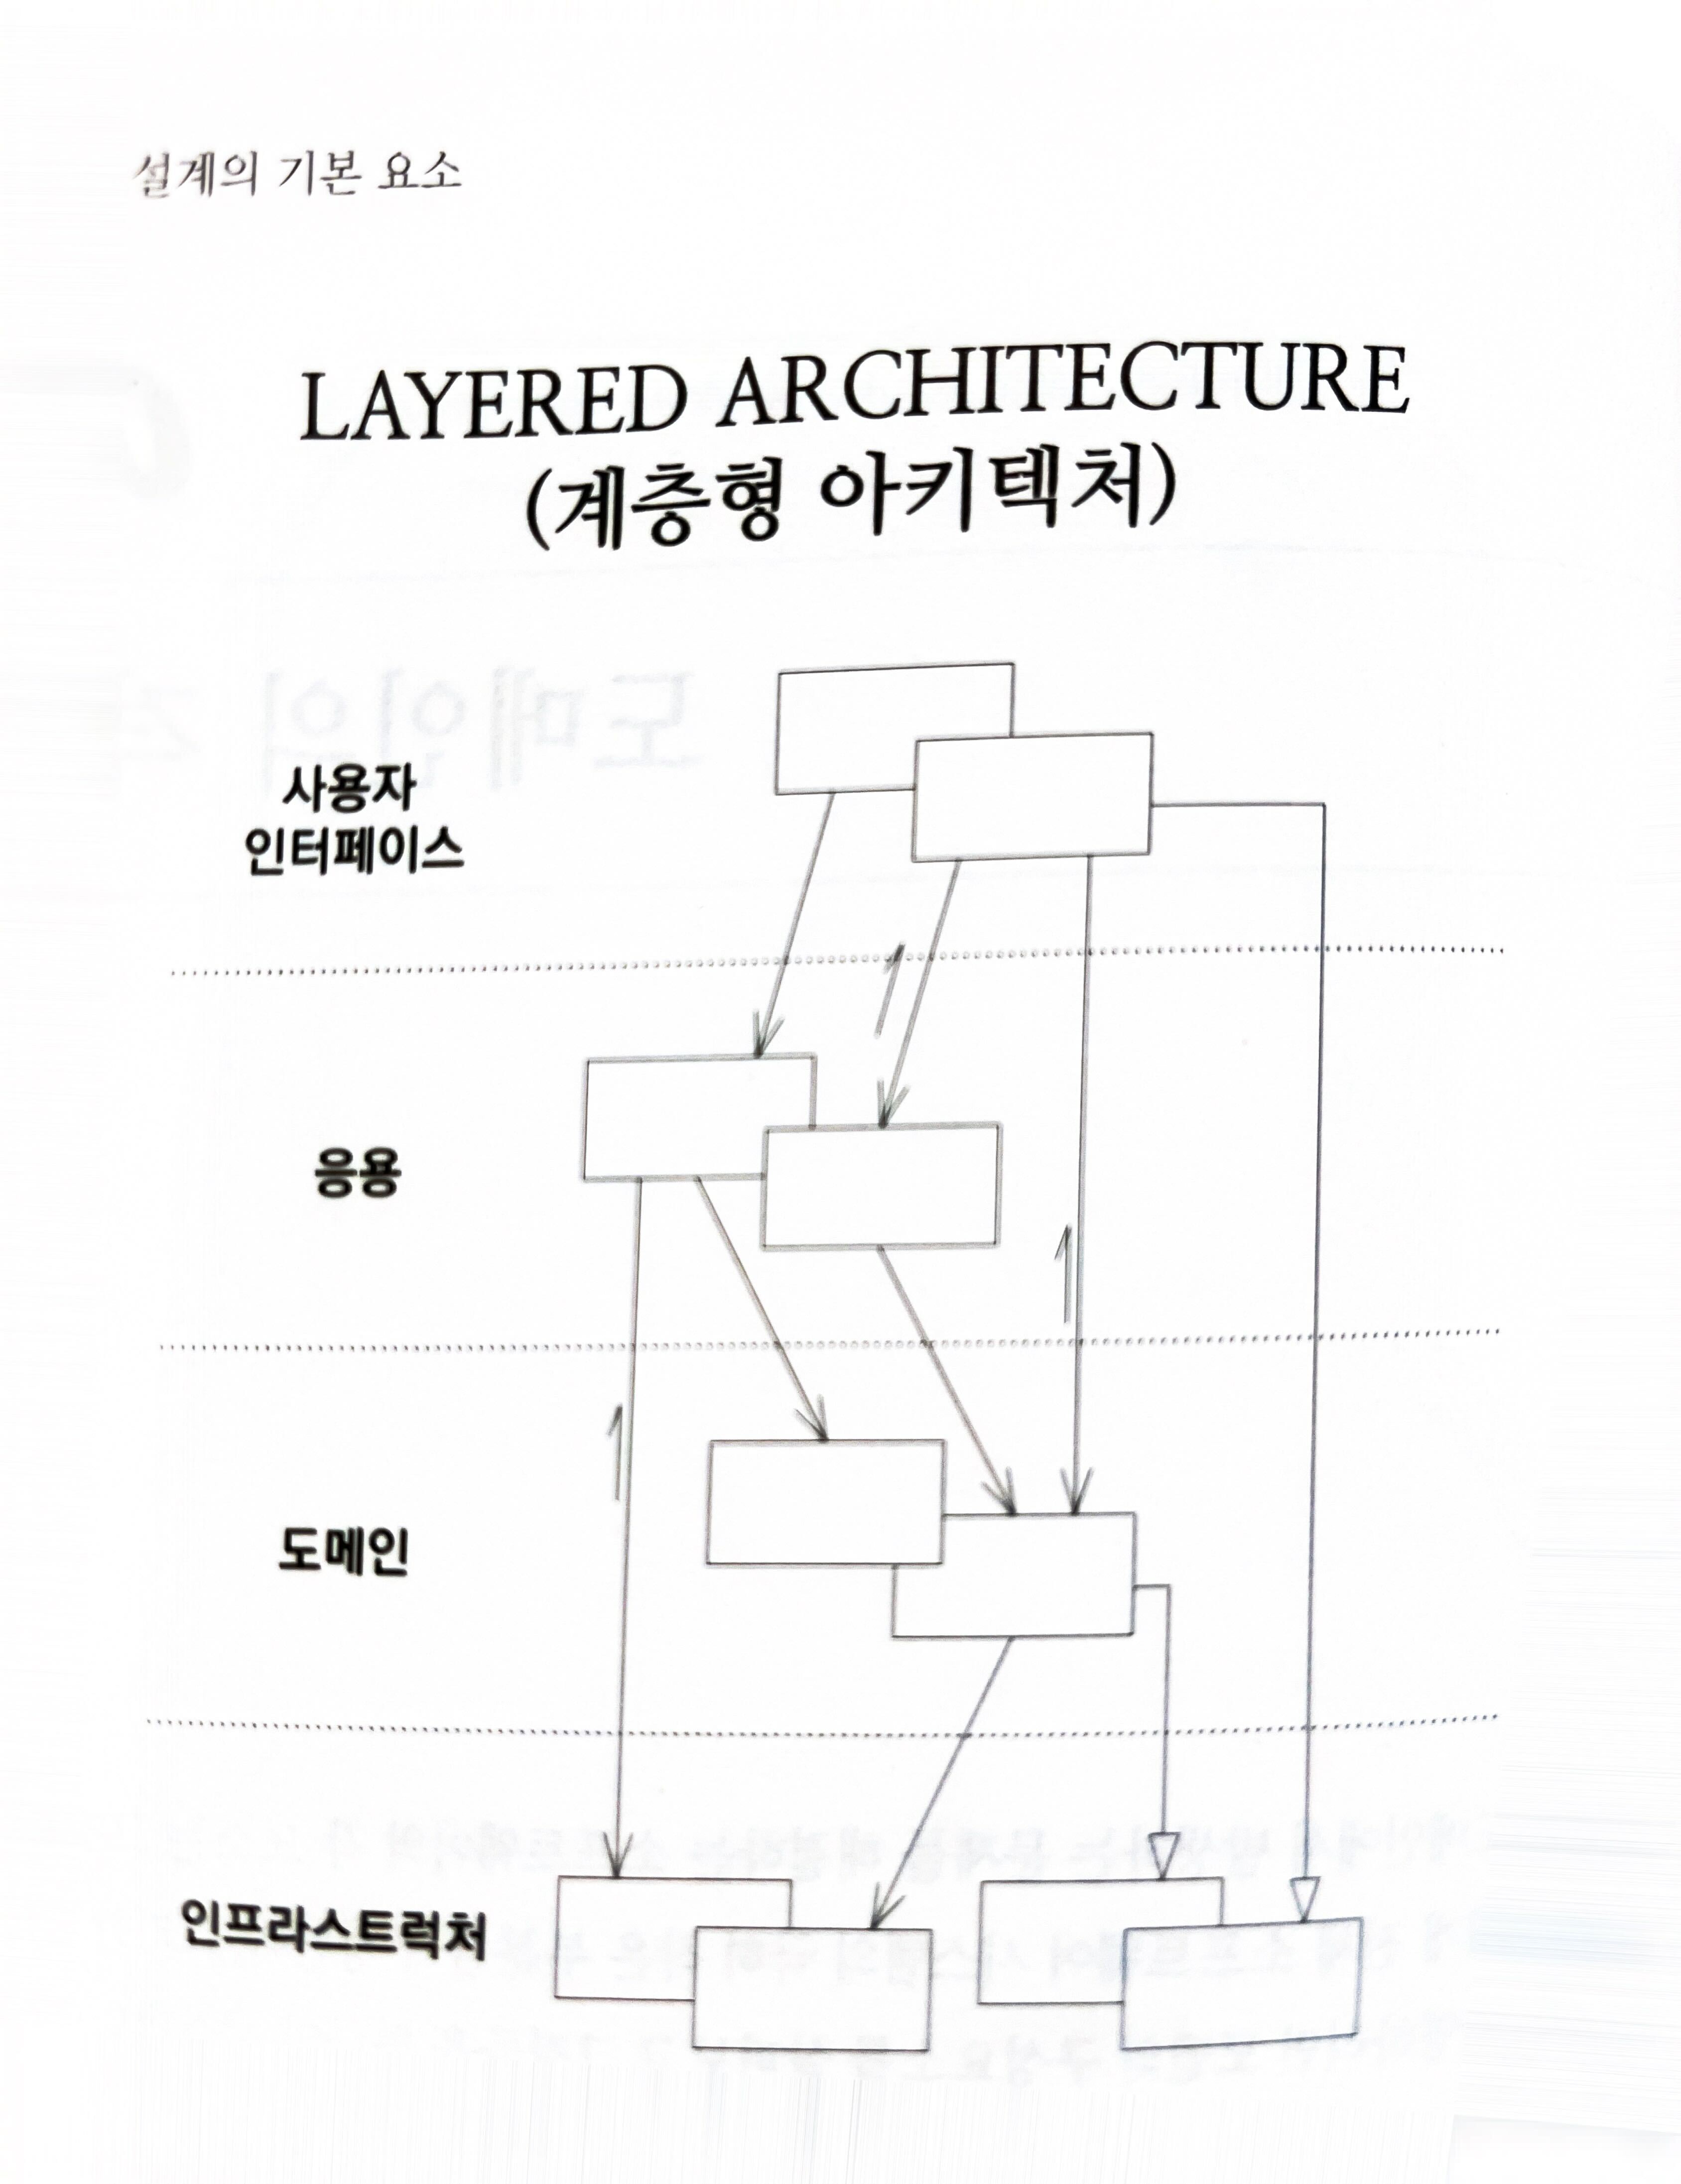 설계의 기본 요소
LAYERED ARCHITECTURE
(계층형 아키텍처)
사용자
인터페이스
응용
도메인
인프라스트럭처